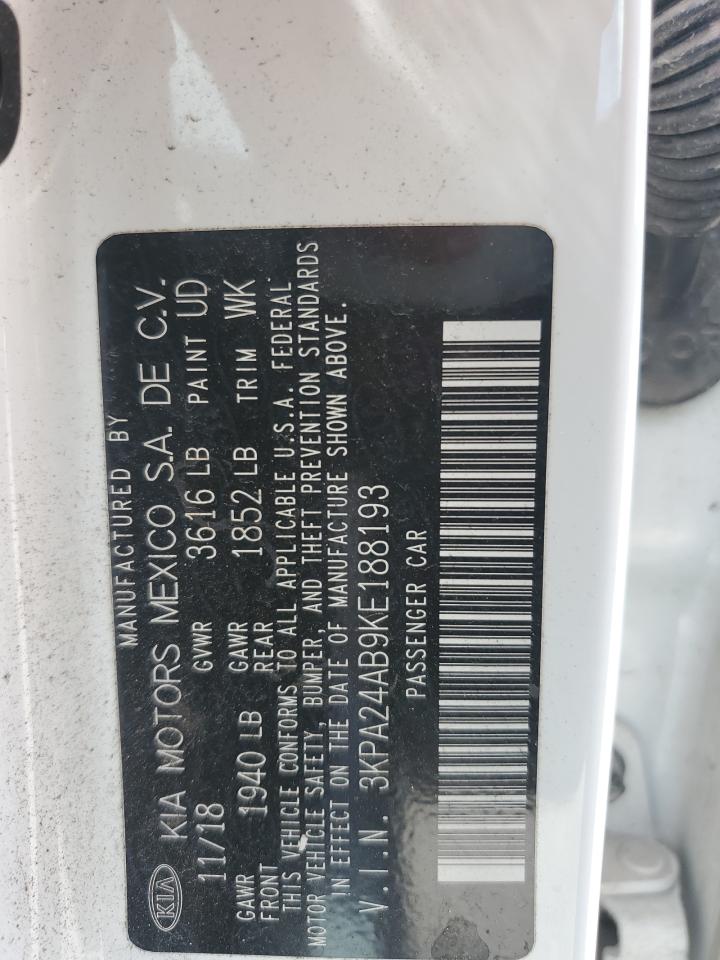 MANUFACTURED BY
KIA KIA MOTORS MEXICO S.A. DE C.V.
11/18 GVWR 3616 LB PAINT UD
GAWR FRONT 1940 LB GAWR REAR 1852 LB TRIM WK
THIS VEHICLE CONFORMS TO ALL APPLICABLE U.S.A. FEDERAL
MOTOR VEHICLE SAFETY, BUMPER, AND THEFT PREVENTION STANDARDS
IN EFFECT ON THE DATE OF MANUFACTURE SHOWN ABOVE.
V.I.N. 3KPA24AB9KE188193
PASSENGER CAR